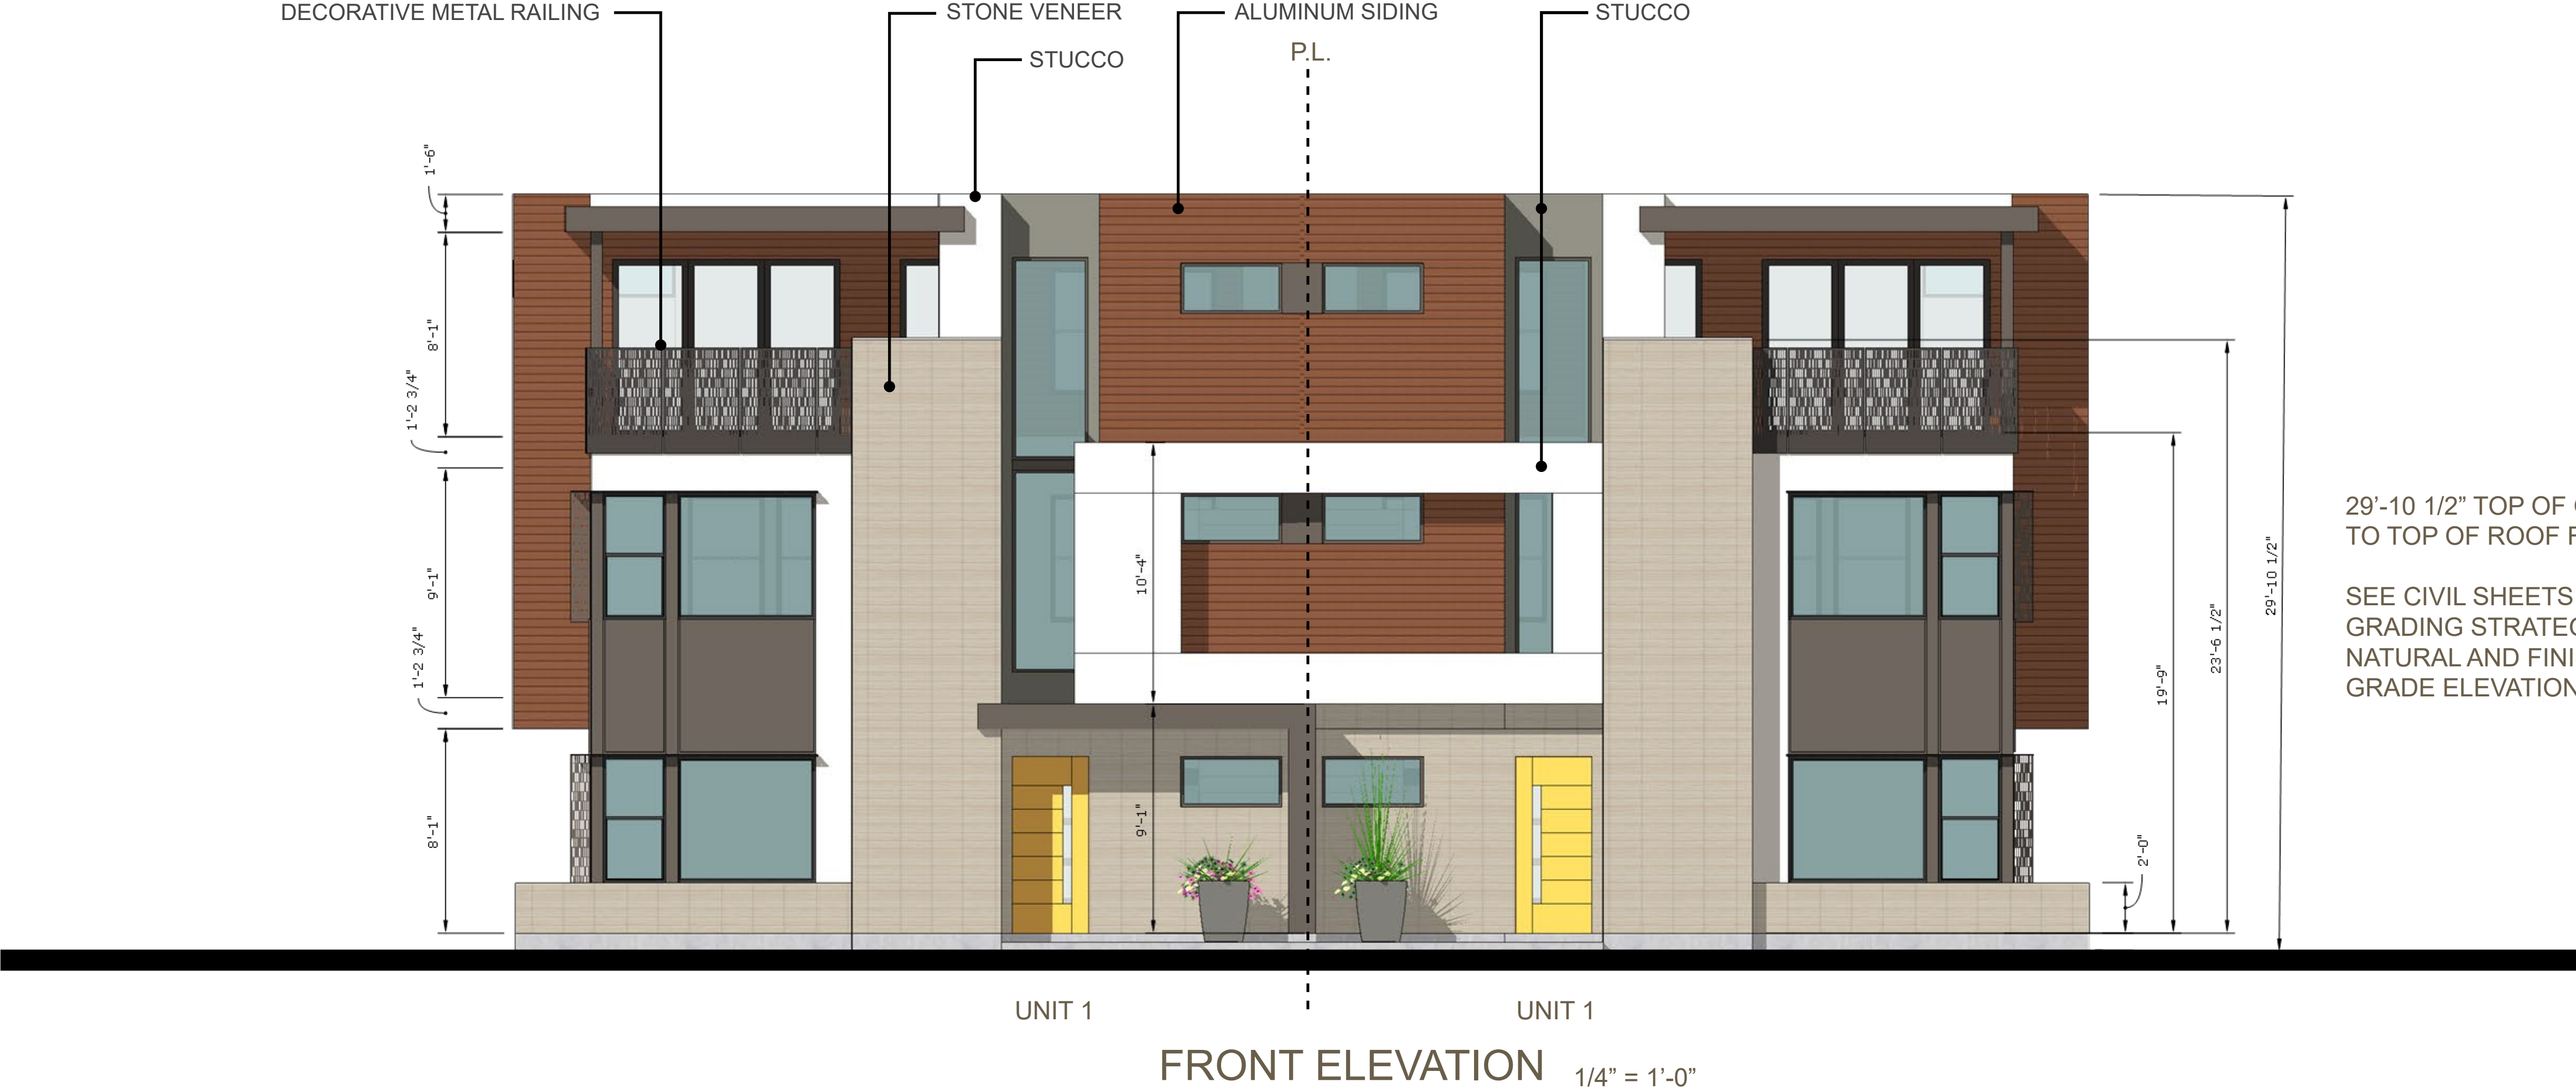 DECORATIVE METAL RAILING
STONE VENEER
ALUMINUM SIDING
STUCCO
STUCCO
P.L.
1'-6"
8'-1"
1'-2 3/4"
9'-1"
1'-2 3/4"
8'-1"
10'-4"
9'-1"
2'-0"
19'-9"
23'-6 1/2"
29'-10 1/2"
29’-10 1/2” TOP OF
TO TOP OF ROOF
SEE CIVIL SHEETS
GRADING
NATURAL AND
GRADE
UNIT 1
UNIT 1
FRONT ELEVATION
1/4” = 1’-0”